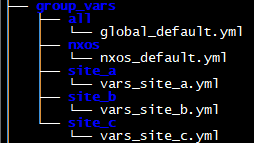 group_vars
all
global_default.yml
nxos
nxos_default.yml
site_a
vars_site_a.yml
site_b
vars_site_b.yml
site_c
vars_site_c.yml